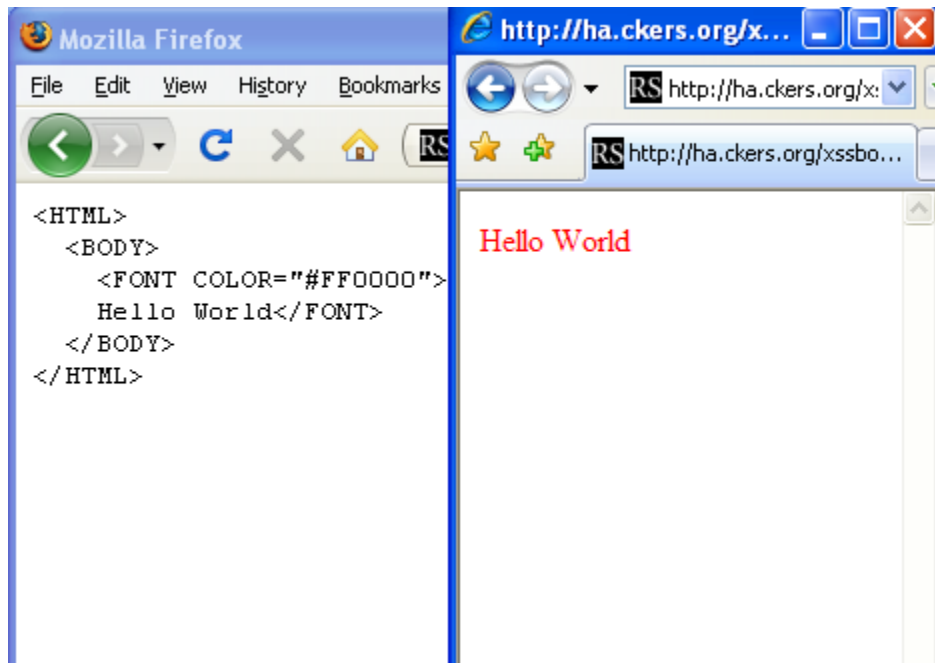 Mozilla Firefox
File Edit View History Bookmarks
RS
<HTML>
<BODY>
<FONT COLOR="#FF0000">
Hello World</FONT>
</BODY>
</HTML>
http://ha.ckers.org/x...
RS http://ha.ckers.org/x:
RS http://ha.ckers.org/xssbo...
Hello World